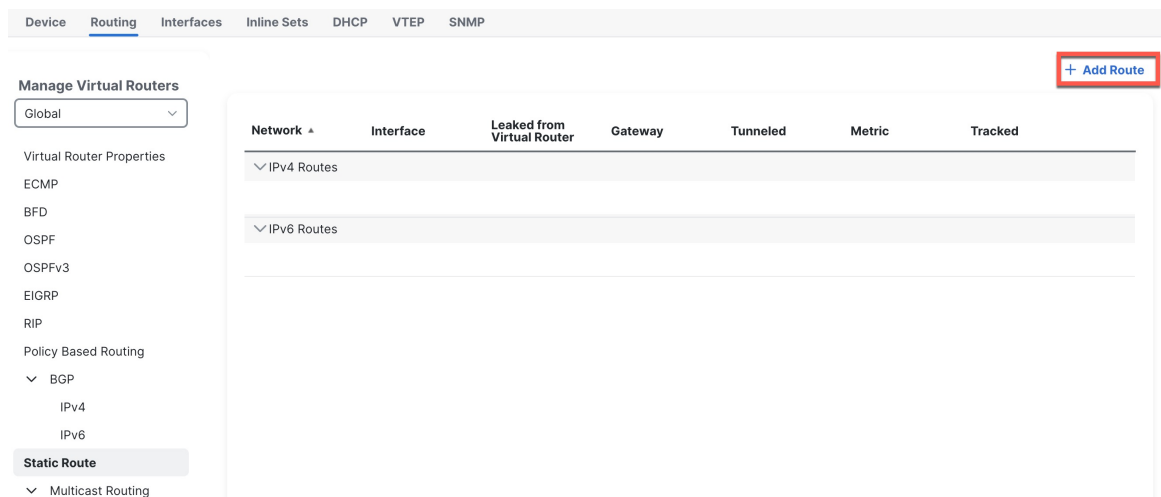 Device Routing Interfaces Inline Sets DHCP VTEP SNMP
+ Add Route
Manage Virtual Routers
Global
Network Interface Leaked from Virtual Router Gateway Tunneled Metric Tracked
IPv4 Routes
IPv6 Routes
Virtual Router Properties
ECMP
BFD
OSPF
OSPFv3
EIGRP
RIP
Policy Based Routing
BGP
IPv4
IPv6
Static Route
Multicast Routing